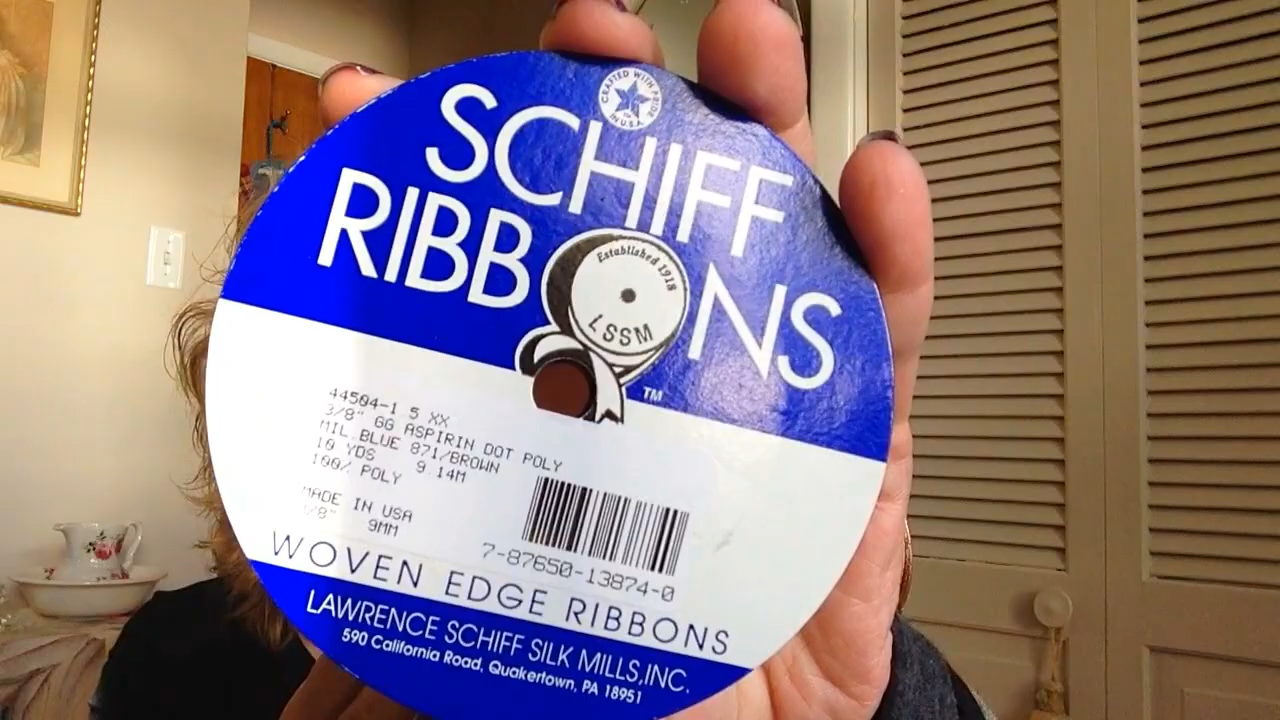 CRAFTED WITH PRIDE
IN U.S.A.
SCHIFF
RIBBONS
Established 1918
LSSM
TM
44504-1 5 XX
3/8" GG ASPIRIN DOT POLY
MIL.BLUE 871/BROWN
10 YDS 9.14M
100% POLY
MADE IN USA
3/8" 9MM
7-87650-13874-0
WOVEN EDGE RIBBONS
LAWRENCE SCHIFF SILK MILLS,INC.
590 California Road, Quakertown, PA 18951